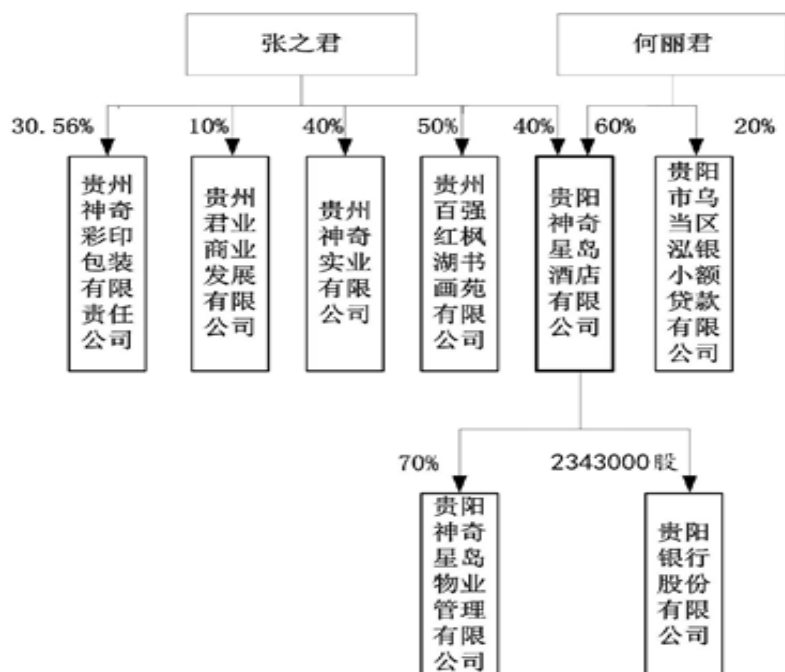 张之君
何丽君
30.56%
10%
40%
50%
40%
60%
20%
贵州
神奇
彩印
包装
有限
责任
公司
贵州
君业
商业
发展
有限
公司
贵州
神奇
实业
有限
公司
贵州
百强
红枫
湖书
画苑
有限
公司
贵阳
神奇
星岛
酒店
有限
公司
贵阳
市乌
当区
泓银
小额
贷款
有限
公司
70%
2343000股
贵阳
神奇
星岛
物业
管理
有限
公司
贵阳
银行
股份
有限
公司